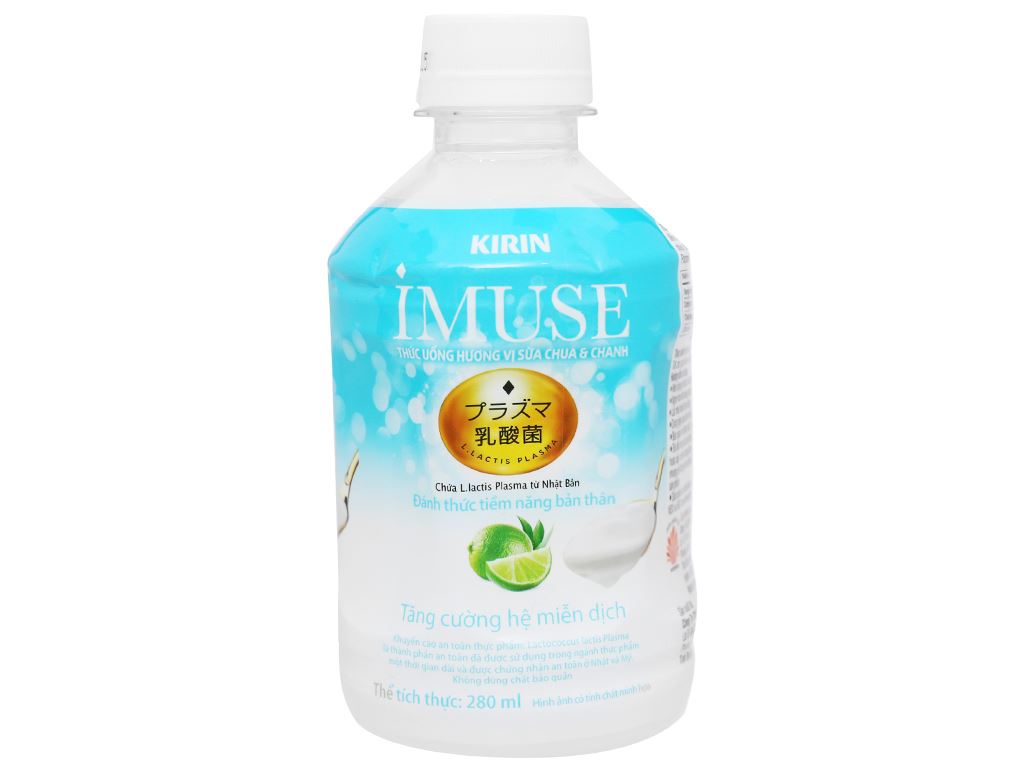 KIRIN
iMUSE
THỨC UỐNG HƯƠNG VỊ SỮA CHUA & CHANH
プラズマ
乳酸菌
L.LACTIS PLASMA
Chứa L.lactis Plasma từ Nhật Bản
Đánh thức tiềm năng bản thân
Tăng cường hệ miễn dịch
Khuyến cáo an toàn thực phẩm: Lactococcus lactis Plasma
là thành phần an toàn đã được sử dụng trong ngành thực phẩm
một thời gian dài và được chứng nhận an toàn ở Nhật và Mỹ.
Không dùng chất bảo quản
Thể tích thực: 280 ml Hình ảnh có tính chất minh họa